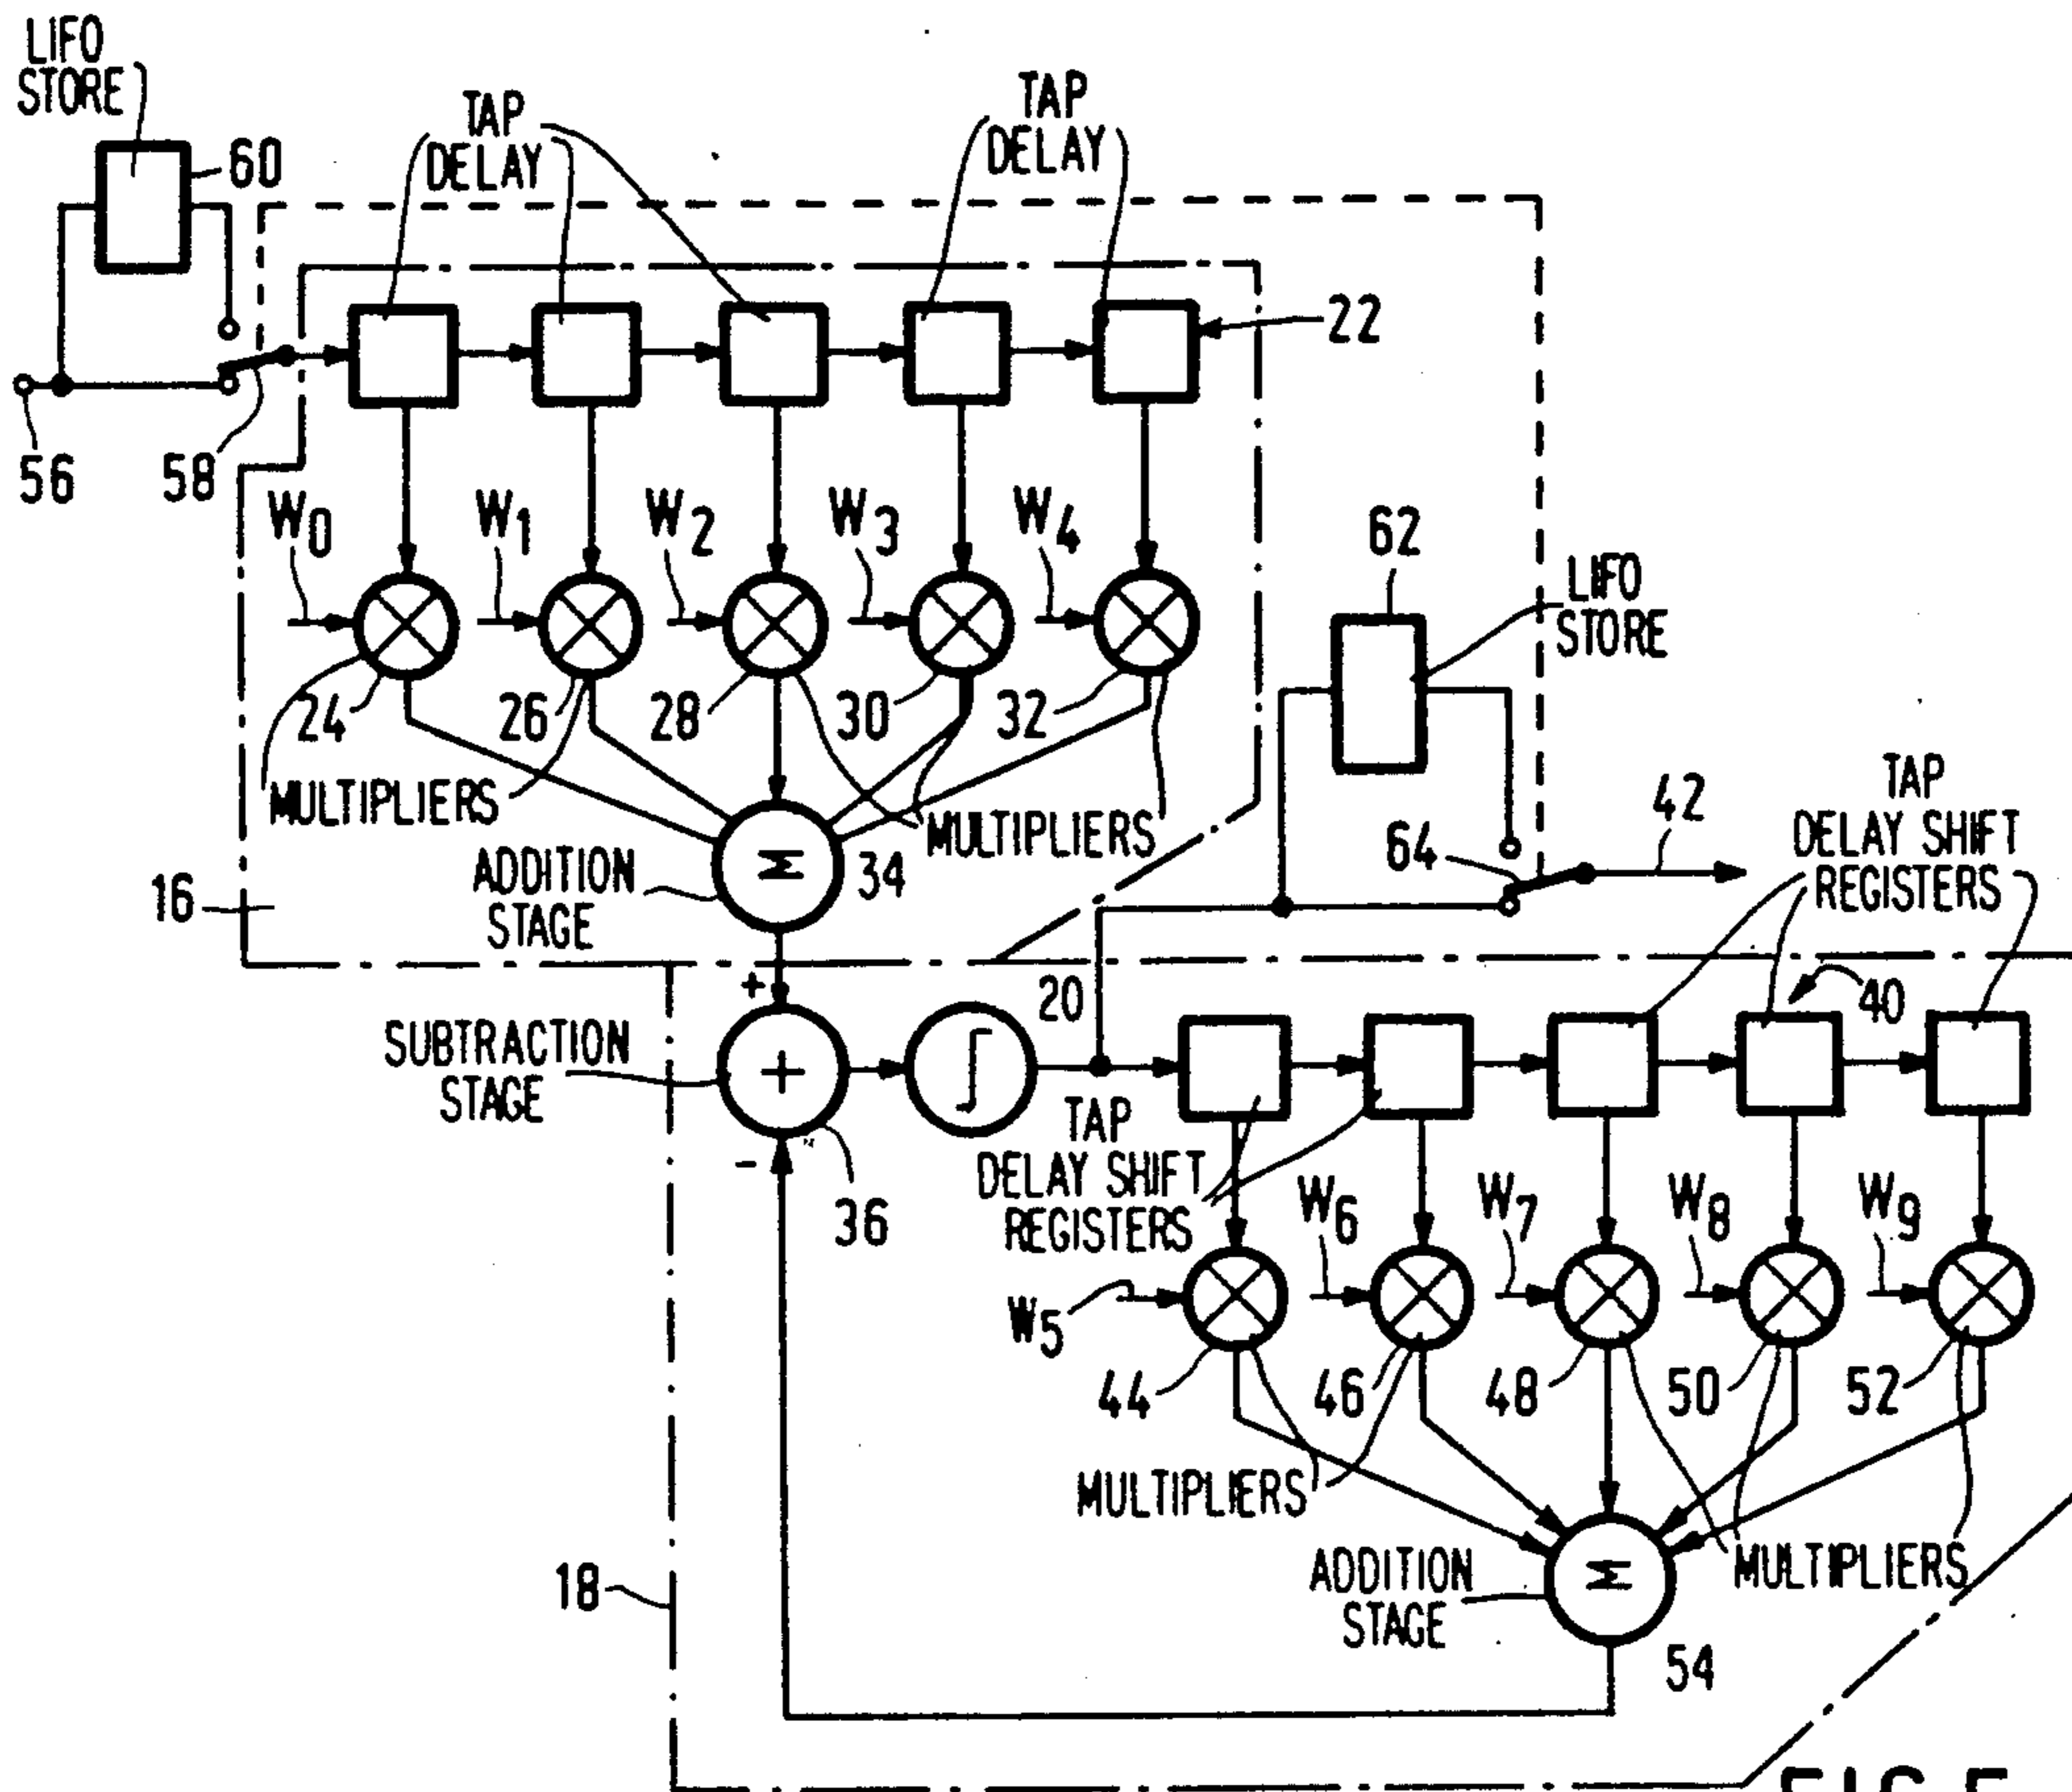 LIFO
STORE
60
TAP
DELAY
TAP
DELAY
22
56
58
W0
W1
W2
W3
W4
24
26
28
30
32
MULTIPLIERS
MULTIPLIERS
ADDITION
STAGE
Σ
34
16
62
LIFO
STORE
64
42
TAP
DELAY SHIFT
REGISTERS
40
+
20
SUBTRACTION
STAGE
+
∫
-
36
TAP
DELAY SHIFT
REGISTERS
W5
W6
W7
W8
W9
44
46
48
50
52
MULTIPLIERS
MULTIPLIERS
ADDITION
STAGE
Σ
54
18